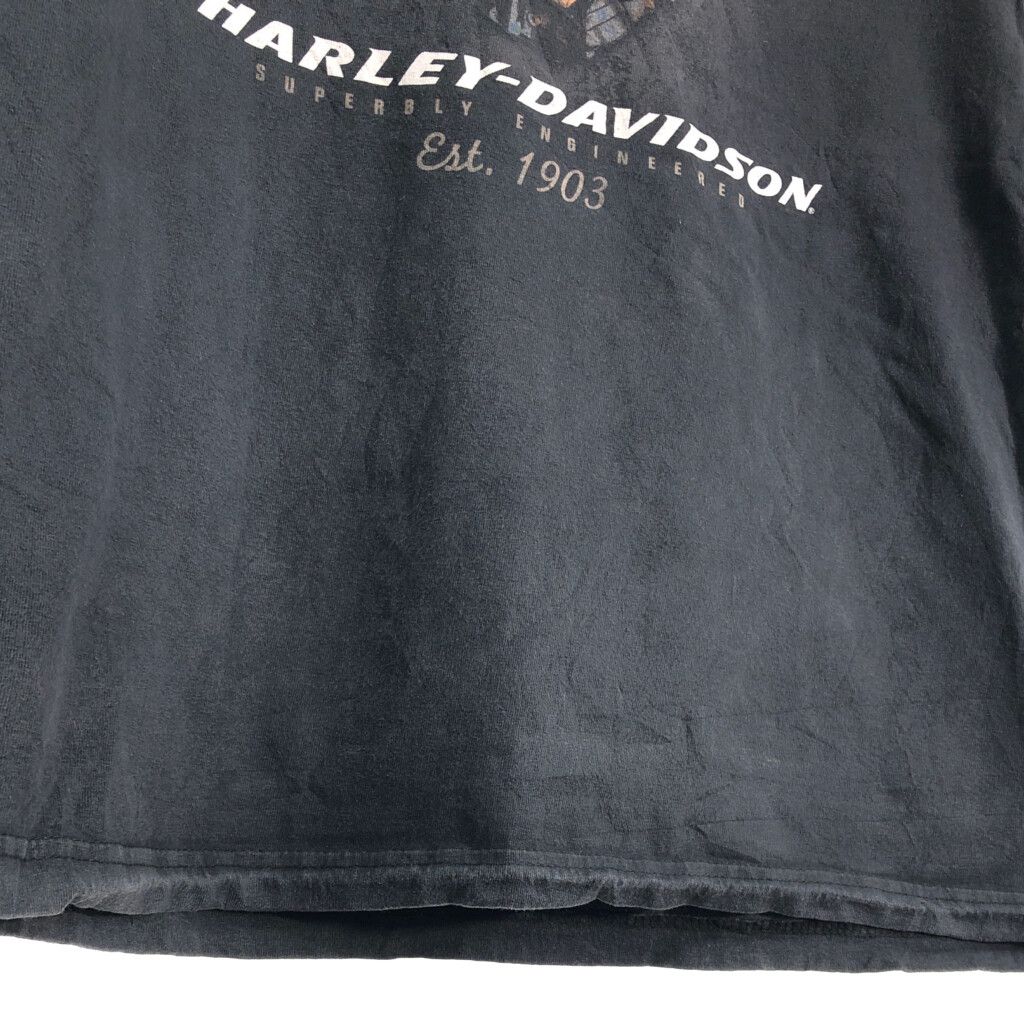 HARLEY-DAVIDSON®
SUPERBLY ENGINEERED
Est. 1903